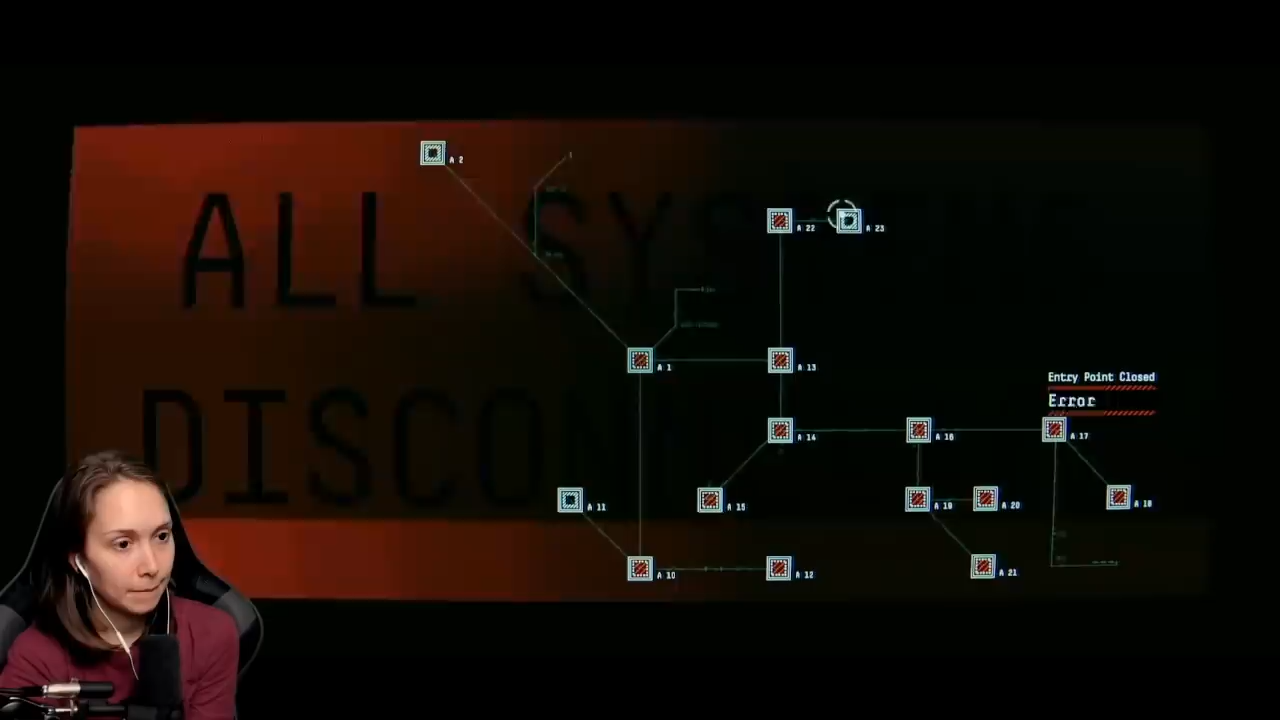 ALL SYS
DISCO
A 2
A 22
A 23
A 1
A 13
Entry Point Closed
Error
A 14
A 16
A 17
A 11
A 15
A 19
A 20
A 18
A 10
A 12
A 21